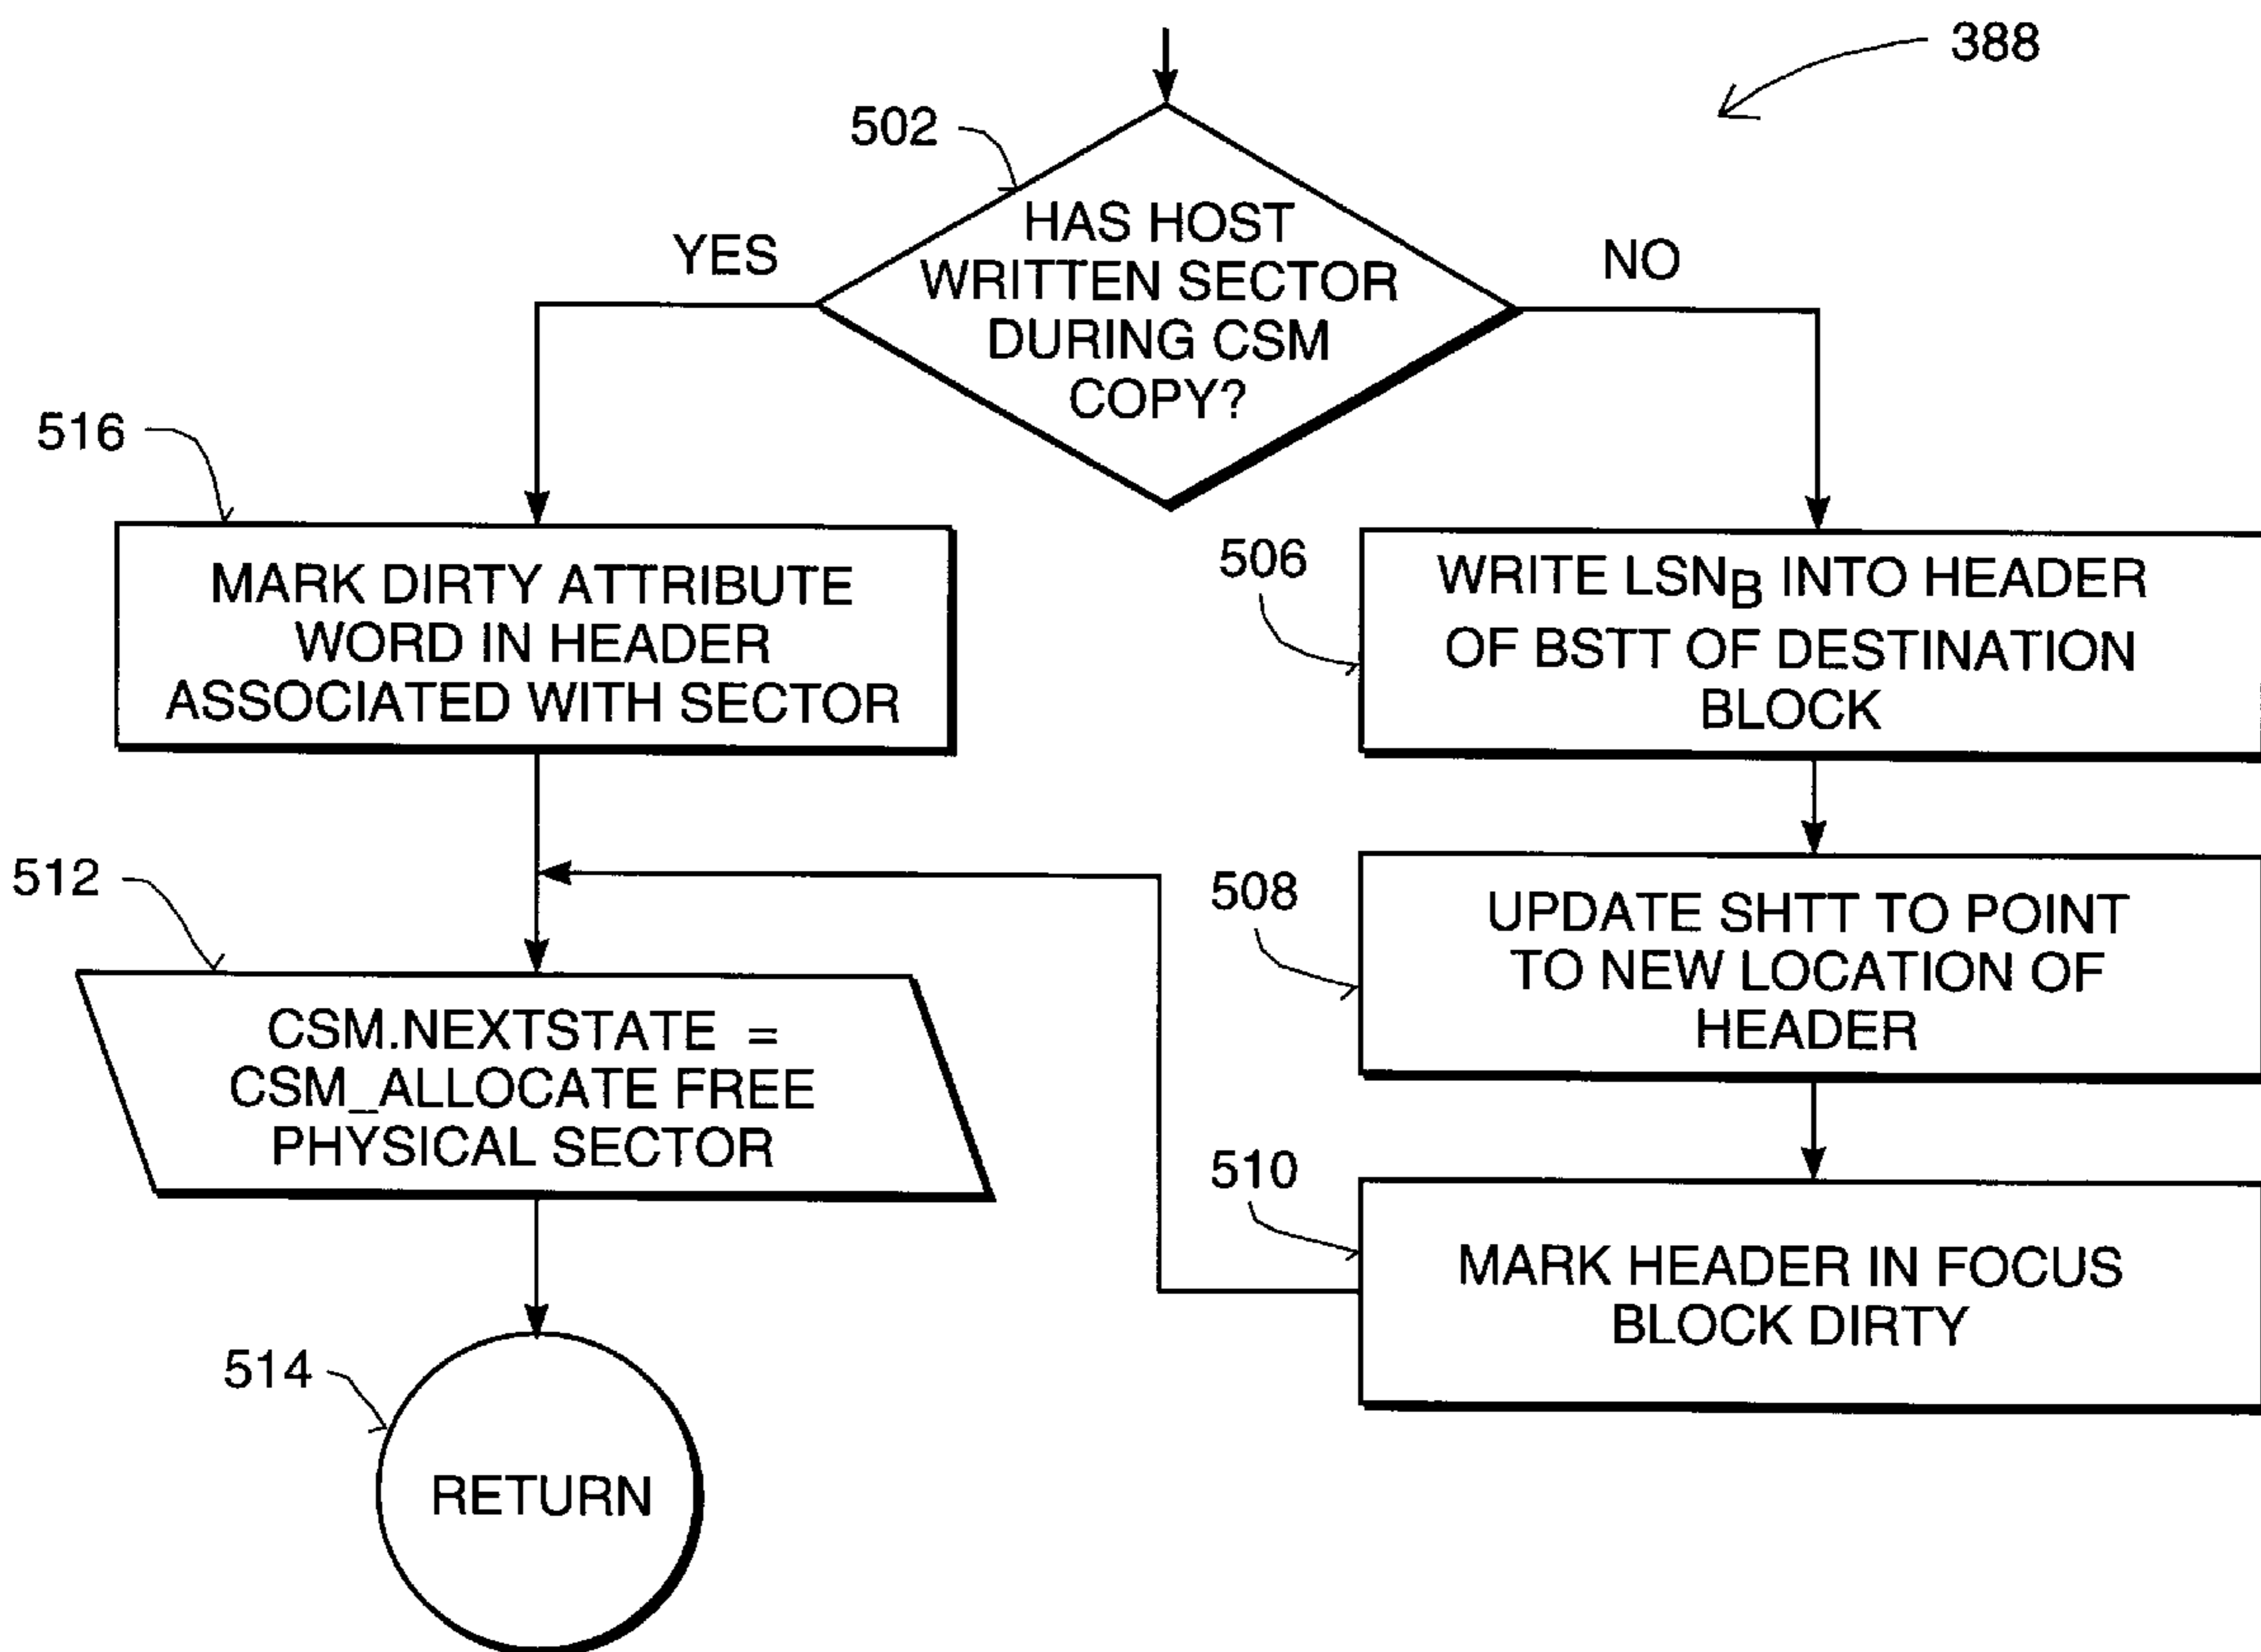 388
502
HAS HOST
WRITTEN SECTOR
DURING CSM
COPY?
YES
NO
516
MARK DIRTY ATTRIBUTE
WORD IN HEADER
ASSOCIATED WITH SECTOR
506
WRITE LSNB INTO HEADER
OF BSTT OF DESTINATION
BLOCK
512
CSM.NEXTSTATE =
CSM_ALLOCATE FREE
PHYSICAL SECTOR
508
UPDATE SHTT TO POINT
TO NEW LOCATION OF
HEADER
510
MARK HEADER IN FOCUS
BLOCK DIRTY
514
RETURN